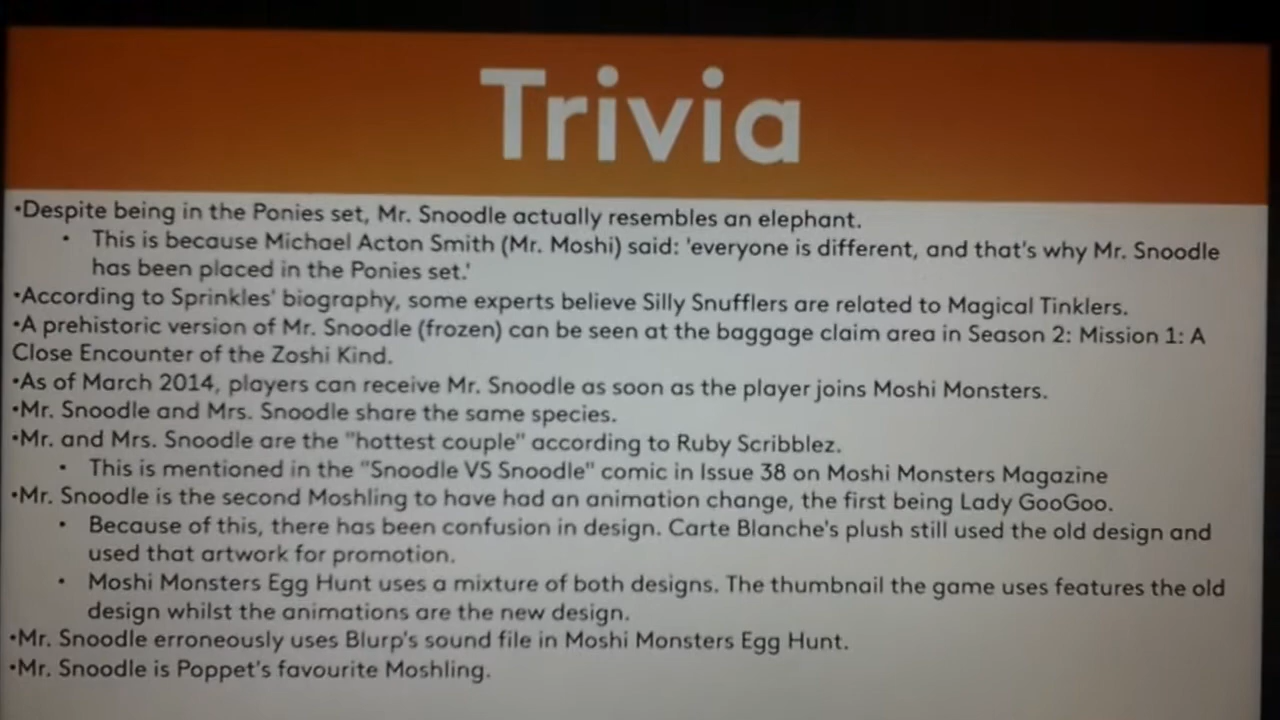 Trivia
•Despite being in the Ponies set, Mr. Snoodle actually resembles an elephant.
• This is because Michael Acton Smith (Mr. Moshi) said: 'everyone is different, and that's why Mr. Snoodle
has been placed in the Ponies set.'
•According to Sprinkles' biography, some experts believe Silly Snufflers are related to Magical Tinklers.
•A prehistoric version of Mr. Snoodle (frozen) can be seen at the baggage claim area in Season 2: Mission 1: A
Close Encounter of the Zoshi Kind.
•As of March 2014, players can receive Mr. Snoodle as soon as the player joins Moshi Monsters.
•Mr. Snoodle and Mrs. Snoodle share the same species.
•Mr. and Mrs. Snoodle are the "hottest couple" according to Ruby Scribblez.
• This is mentioned in the "Snoodle VS Snoodle" comic in Issue 38 on Moshi Monsters Magazine
•Mr. Snoodle is the second Moshling to have had an animation change, the first being Lady GooGoo.
• Because of this, there has been confusion in design. Carte Blanche's plush still used the old design and
used that artwork for promotion.
• Moshi Monsters Egg Hunt uses a mixture of both designs. The thumbnail the game uses features the old
design whilst the animations are the new design.
•Mr. Snoodle erroneously uses Blurp's sound file in Moshi Monsters Egg Hunt.
•Mr. Snoodle is Poppet's favourite Moshling.